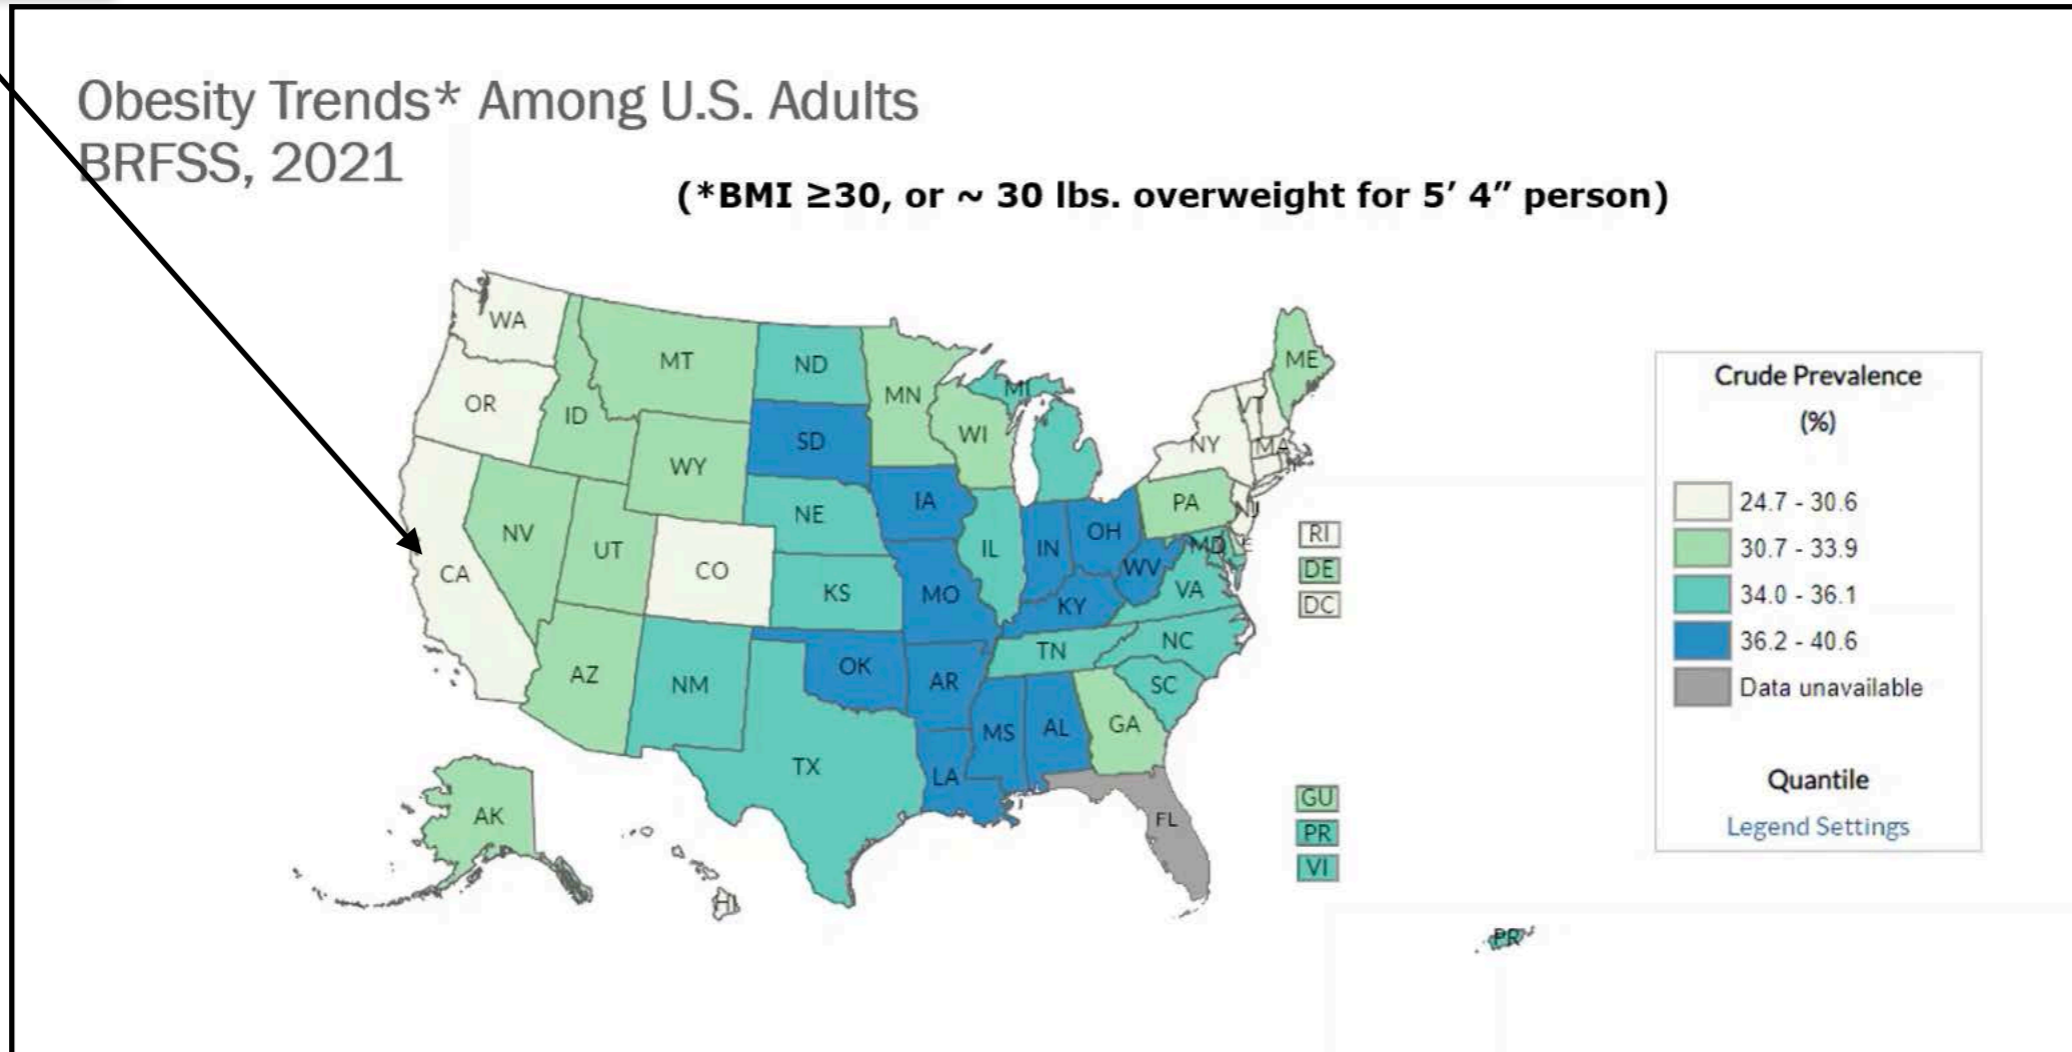 Obesity Trends* Among U.S. Adults
BRFSS, 2021
(*BMI ≥30, or ~ 30 lbs. overweight for 5′ 4″ person)
WA
MT
ND
MN
MI
ME
OR
ID
SD
WI
VT
NY
MA
WY
NE
IA
PA
NJ
NV
UT
CO
IL
IN
OH
MD
CA
KS
MO
WV
VA
KY
AZ
NM
OK
AR
TN
NC
SC
TX
LA
MS
AL
GA
FL
AK
HI
RI
DE
DC
GU
PR
VI
PR
Crude Prevalence
(%)
24.7 - 30.6
30.7 - 33.9
34.0 - 36.1
36.2 - 40.6
Data unavailable
Quantile
Legend Settings